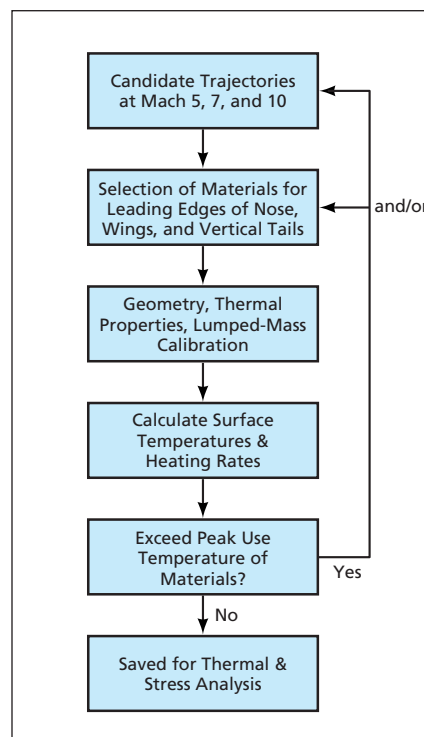 Candidate Trajectories
at Mach 5, 7, and 10
Selection of Materials for
Leading Edges of Nose,
Wings, and Vertical Tails
and/or
Geometry, Thermal
Properties, Lumped-Mass
Calibration
Calculate Surface
Temperatures &
Heating Rates
Exceed Peak Use
Temperature of
Materials?
Yes
No
Saved for Thermal &
Stress Analysis